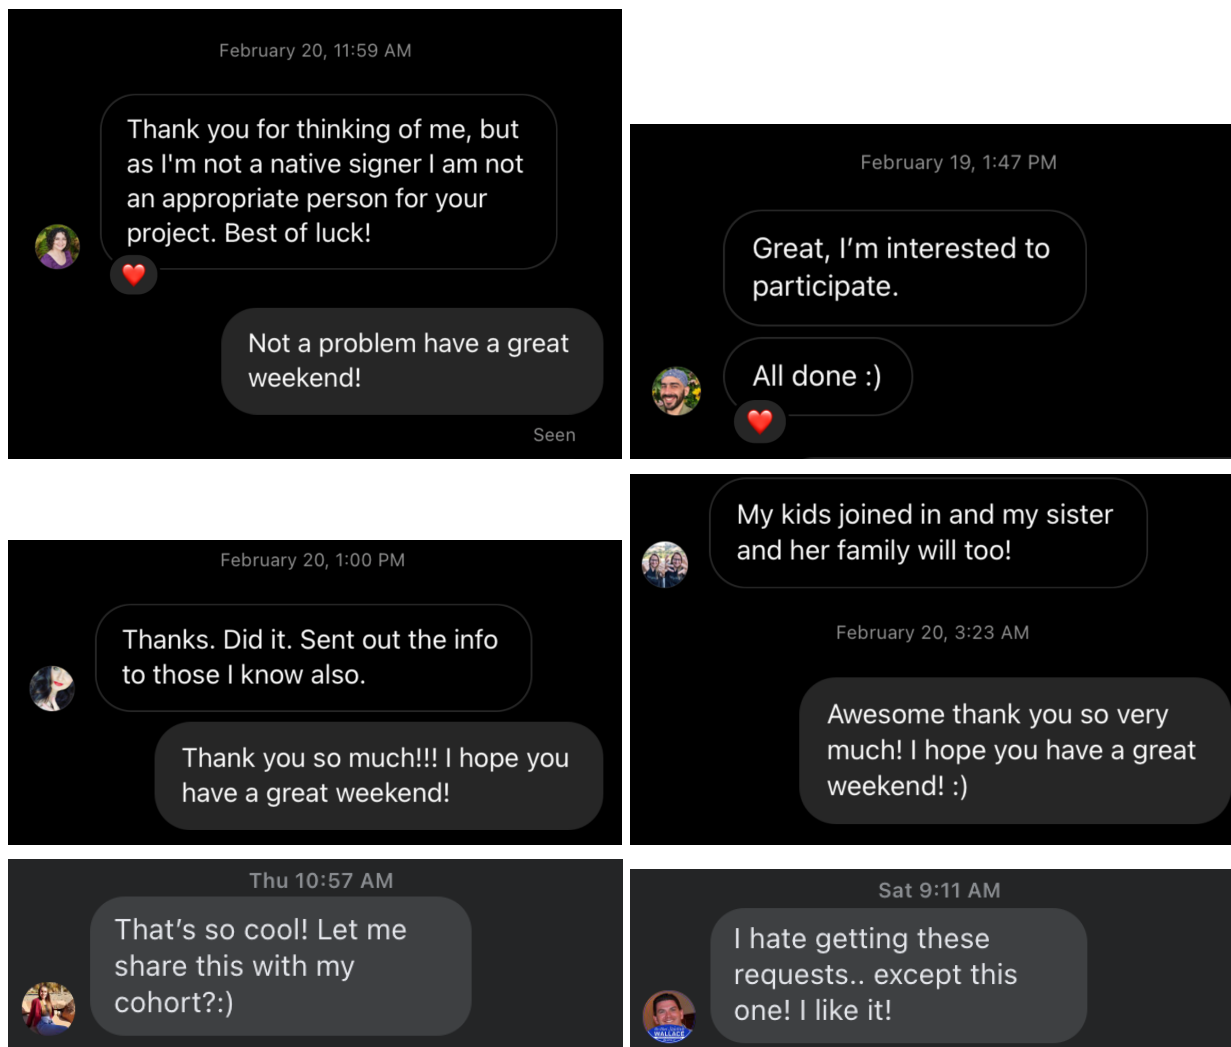 February 20, 11:59 AM
Thank you for thinking of me, but
as I'm not a native signer I am not
an appropriate person for your
project. Best of luck!
Not a problem have a great
weekend!
Seen
February 19, 1:47 PM
Great, I’m interested to
participate.
All done :)
February 20, 1:00 PM
Thanks. Did it. Sent out the info
to those I know also.
Thank you so much!!! I hope you
have a great weekend!
My kids joined in and my sister
and her family will too!
February 20, 3:23 AM
Awesome thank you so very
much! I hope you have a great
weekend! :)
Thu 10:57 AM
That’s so cool! Let me
share this with my
cohort?:)
Sat 9:11 AM
I hate getting these
requests.. except this
one! I like it!
WALLACE